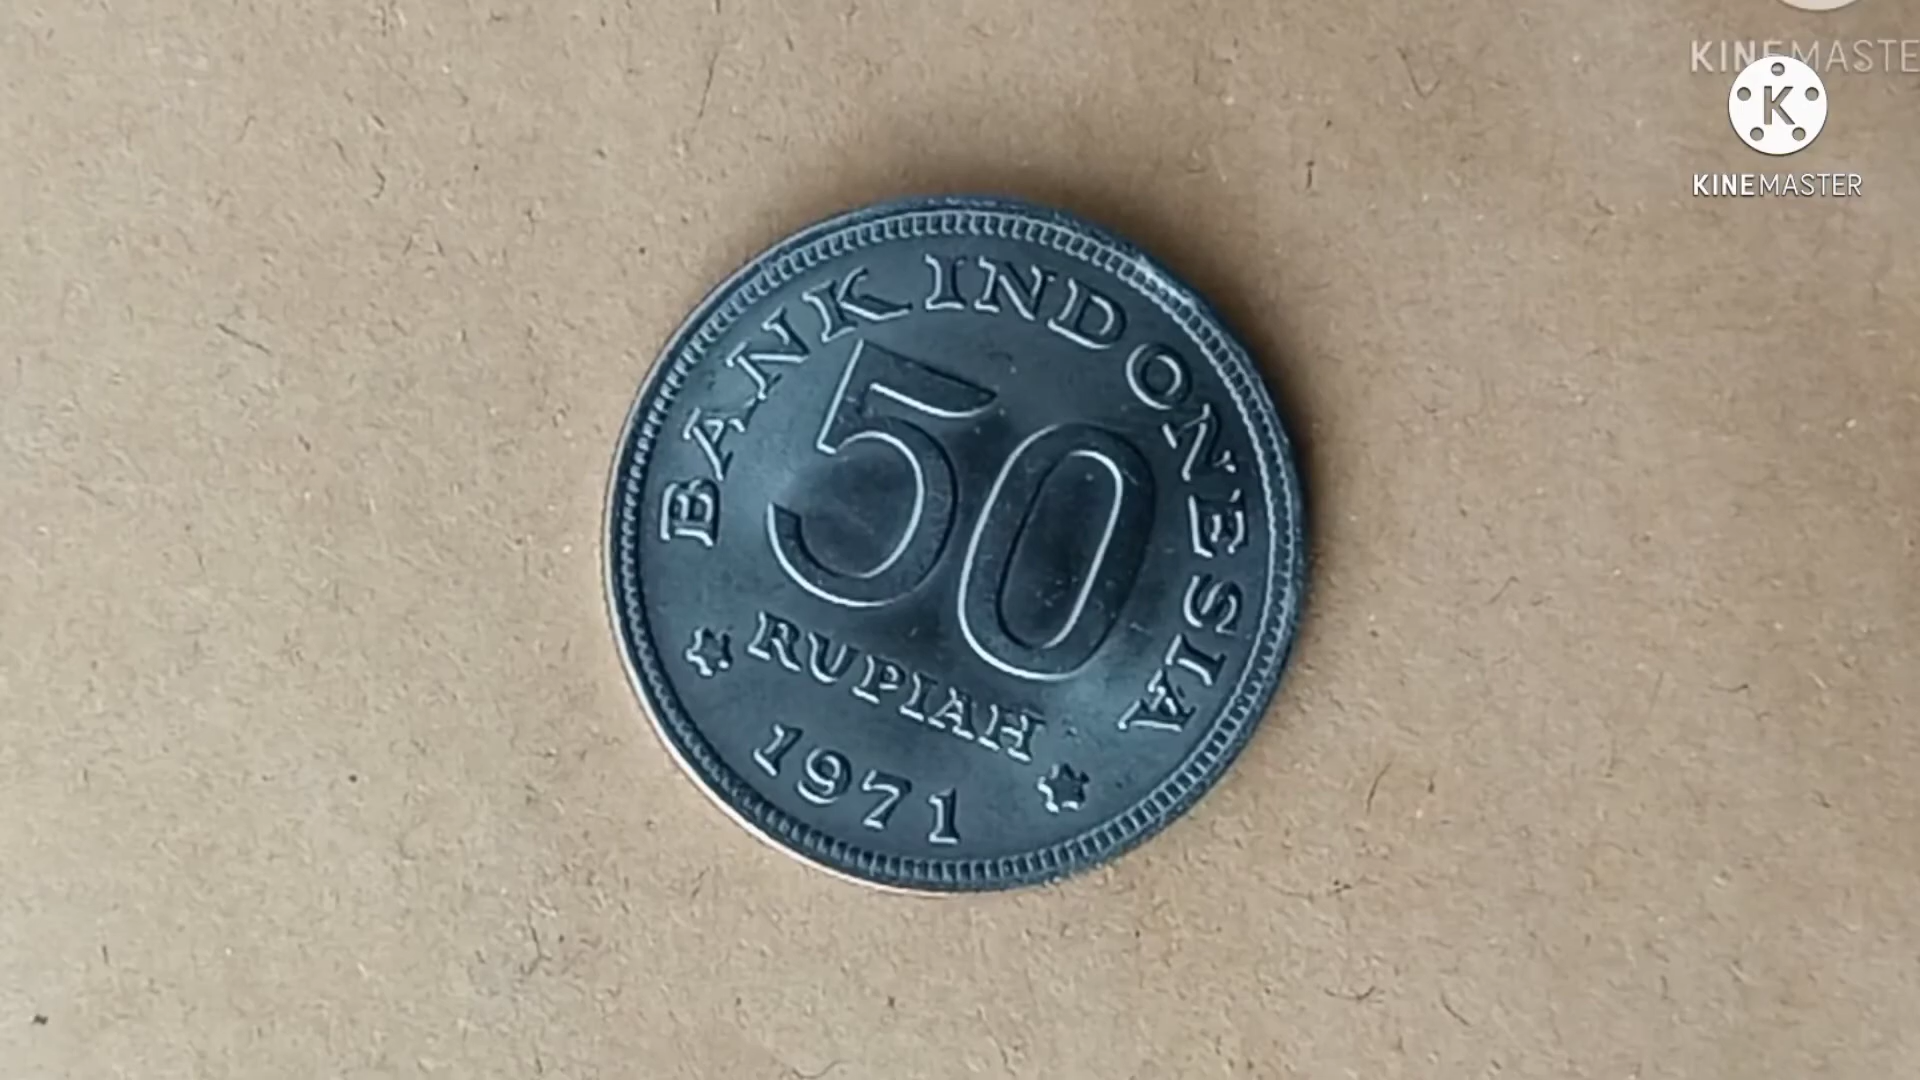 KINEMASTE
K
KINEMASTER
BANK INDONESIA
50
RUPIAH
1971